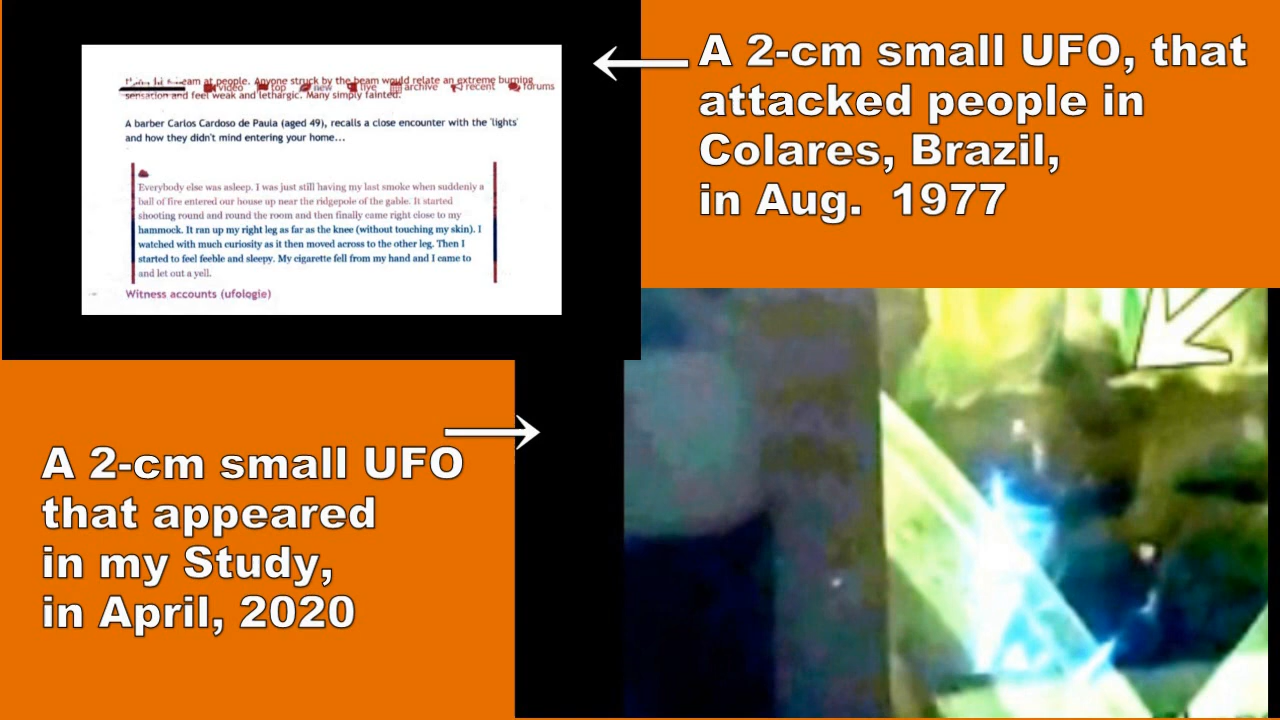 A 2-cm small UFO, that
attacked people in
Colares, Brazil,
in Aug. 1977
beam at people. Anyone struck by the beam would relate an extreme burning
video top new live archive recent forums
sensation and feel weak and lethargic. Many simply fainted.
A barber Carlos Cardoso de Paula (aged 49), recalls a close encounter with the 'lights'
and how they didn't mind entering your home...
Everybody else was asleep. I was just still having my last smoke when suddenly a
ball of fire entered our house up near the ridgepole of the gable. It started
shooting round and round the room and then finally came right close to my
hammock. It ran up my right leg as far as the knee (without touching my skin). I
watched with much curiosity as it then moved across to the other leg. Then I
started to feel feeble and sleepy. My cigarette fell from my hand and I came to
and let out a yell.
Witness accounts (ufologie)
A 2-cm small UFO
that appeared
in my Study,
in April, 2020